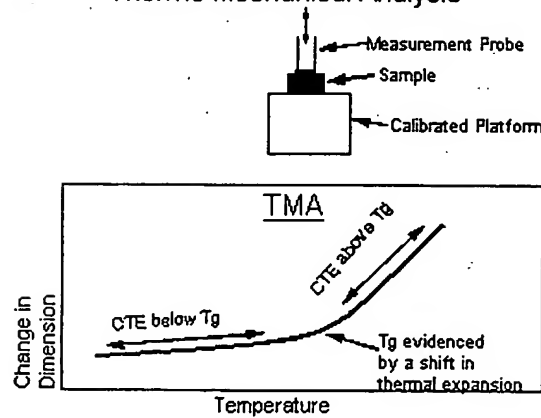 Thermo Mechanical Analysis
Measurement Probe
Sample
Calibrated Platform
TMA
CTE above Tg
CTE below Tg
Change in
Dimension
Tg evidenced
by a shift in
thermal expansion
Temperature